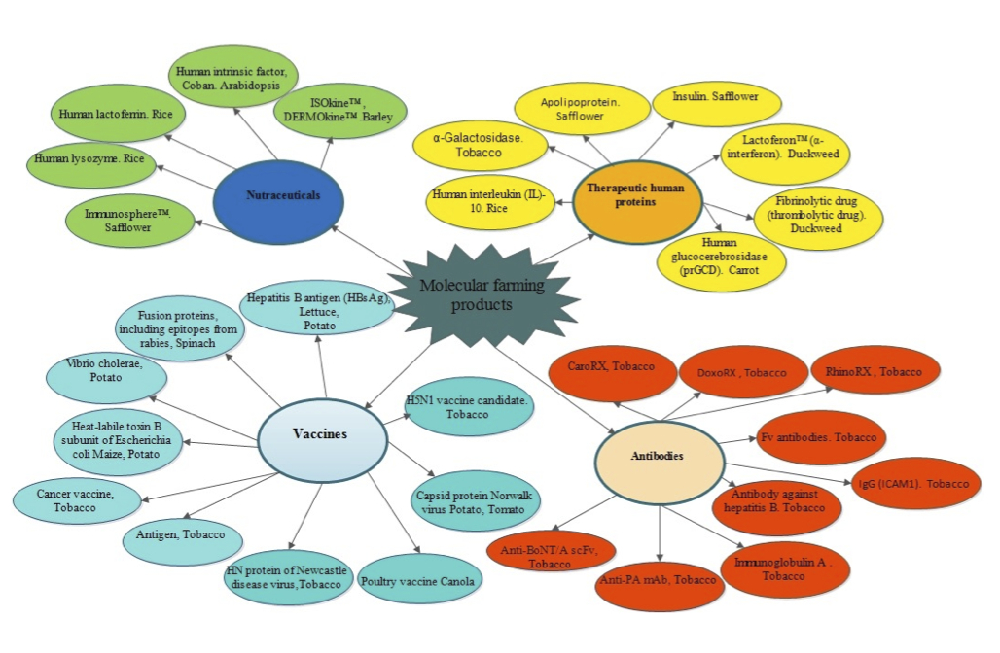 Human intrinsic factor,
Coban. Arabidopsis
ISOkine™,
DERMOkine™ .Barley
Human lactoferrin. Rice
Human lysozyme. Rice
Immunosphere™.
Safflower
Nutraceuticals
Apolipoprotein.
Safflower
Insulin. Safflower
α-Galactosidase.
Tobacco
Lactoferon™ (α-
interferon). Duckweed
Human interleukin (IL)-
10. Rice
Therapeutic human
proteins
Fibrinolytic drug
(thrombolytic drug).
Duckweed
Human
glucocerebrosidase
(prGCD). Carrot
Molecular farming
products
Hepatitis B antigen (HBsAg),
Lettuce,
Potato
Fusion proteins,
including epitopes from
rabies, Spinach
Vibrio cholerae,
Potato
Heat-labile toxin B
subunit of Escherichia
coli Maize, Potato
Cancer vaccine,
Tobacco
Antigen, Tobacco
HN protein of Newcastle
disease virus,Tobacco
Poultry vaccine Canola
Capsid protein Norwalk
virus Potato, Tomato
H5N1 vaccine candidate.
Tobacco
Vaccines
CaroRX, Tobacco
DoxoRX , Tobacco
RhinoRX , Tobacco
Fv antibodies. Tobacco
IgG (ICAM1). Tobacco
Antibodies
Antibody against
hepatitis B. Tobacco
Anti-BoNT/A scFv,
Tobacco
Anti-PA mAb, Tobacco
Immunoglobulin A .
Tobacco